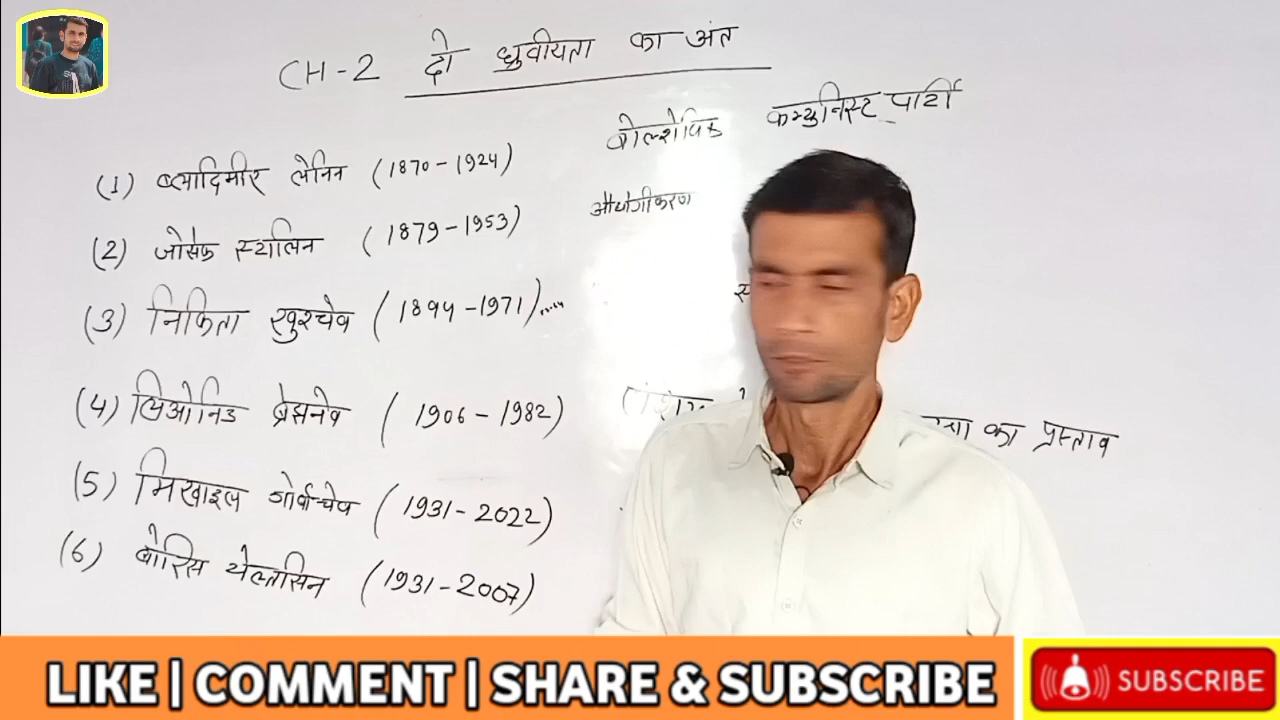 CH-2 दो ध्रुवीयता का अंत
बोल्शेविक कम्युनिस्ट पार्टी
(1) ब्लादिमीर लेनिन (1870-1924)
औद्योगीकरण
(2) जोसेफ स्टालिन (1879-1953)
(3) निकिता ख्रुश्चेव (1894-1971).....
(4) लिओनिड ब्रेझनेव (1906-1982)
का प्रस्ताव
(5) मिखाइल गोर्वाचेव (1931-2022)
(6) बोरिस येल्तसिन (1931-2007)
LIKE | COMMENT | SHARE & SUBSCRIBE
SUBSCRIBE